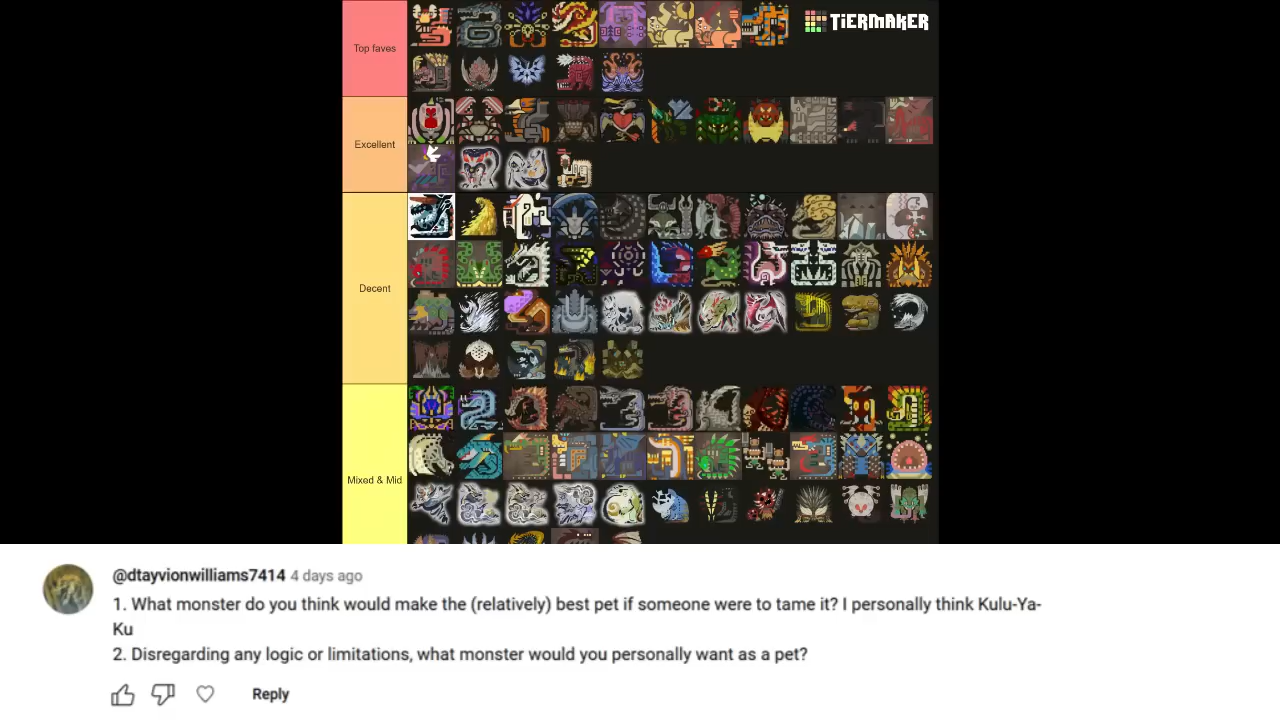 Top faves
TiERMAKER
Excellent
Decent
Mixed & Mid
@dtayvionwilliams7414 4 days ago
1. What monster do you think would make the (relatively) best pet if someone were to tame it? I personally think Kulu-Ya-
Ku
2. Disregarding any logic or limitations, what monster would you personally want as a pet?
Reply